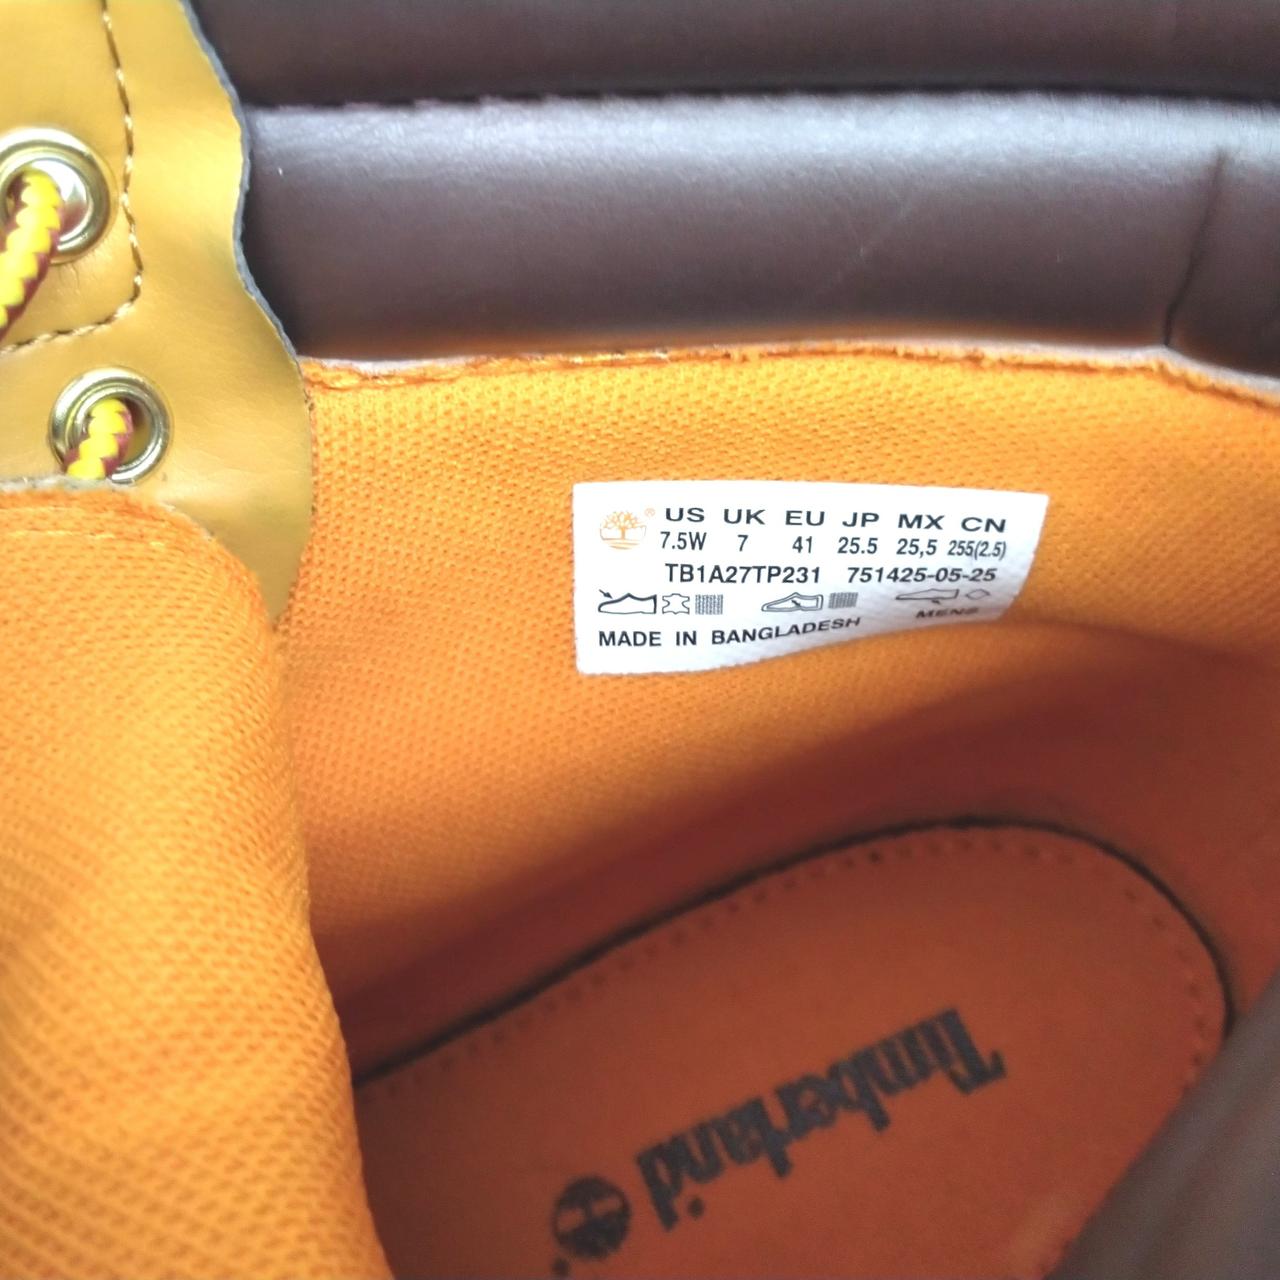 US UK EU JP MX CN
7.5W 7 41 25.5 25,5 255(2.5)
TB1A27TP231 751425-05-25
MENS
MADE IN BANGLADESH
Timberland